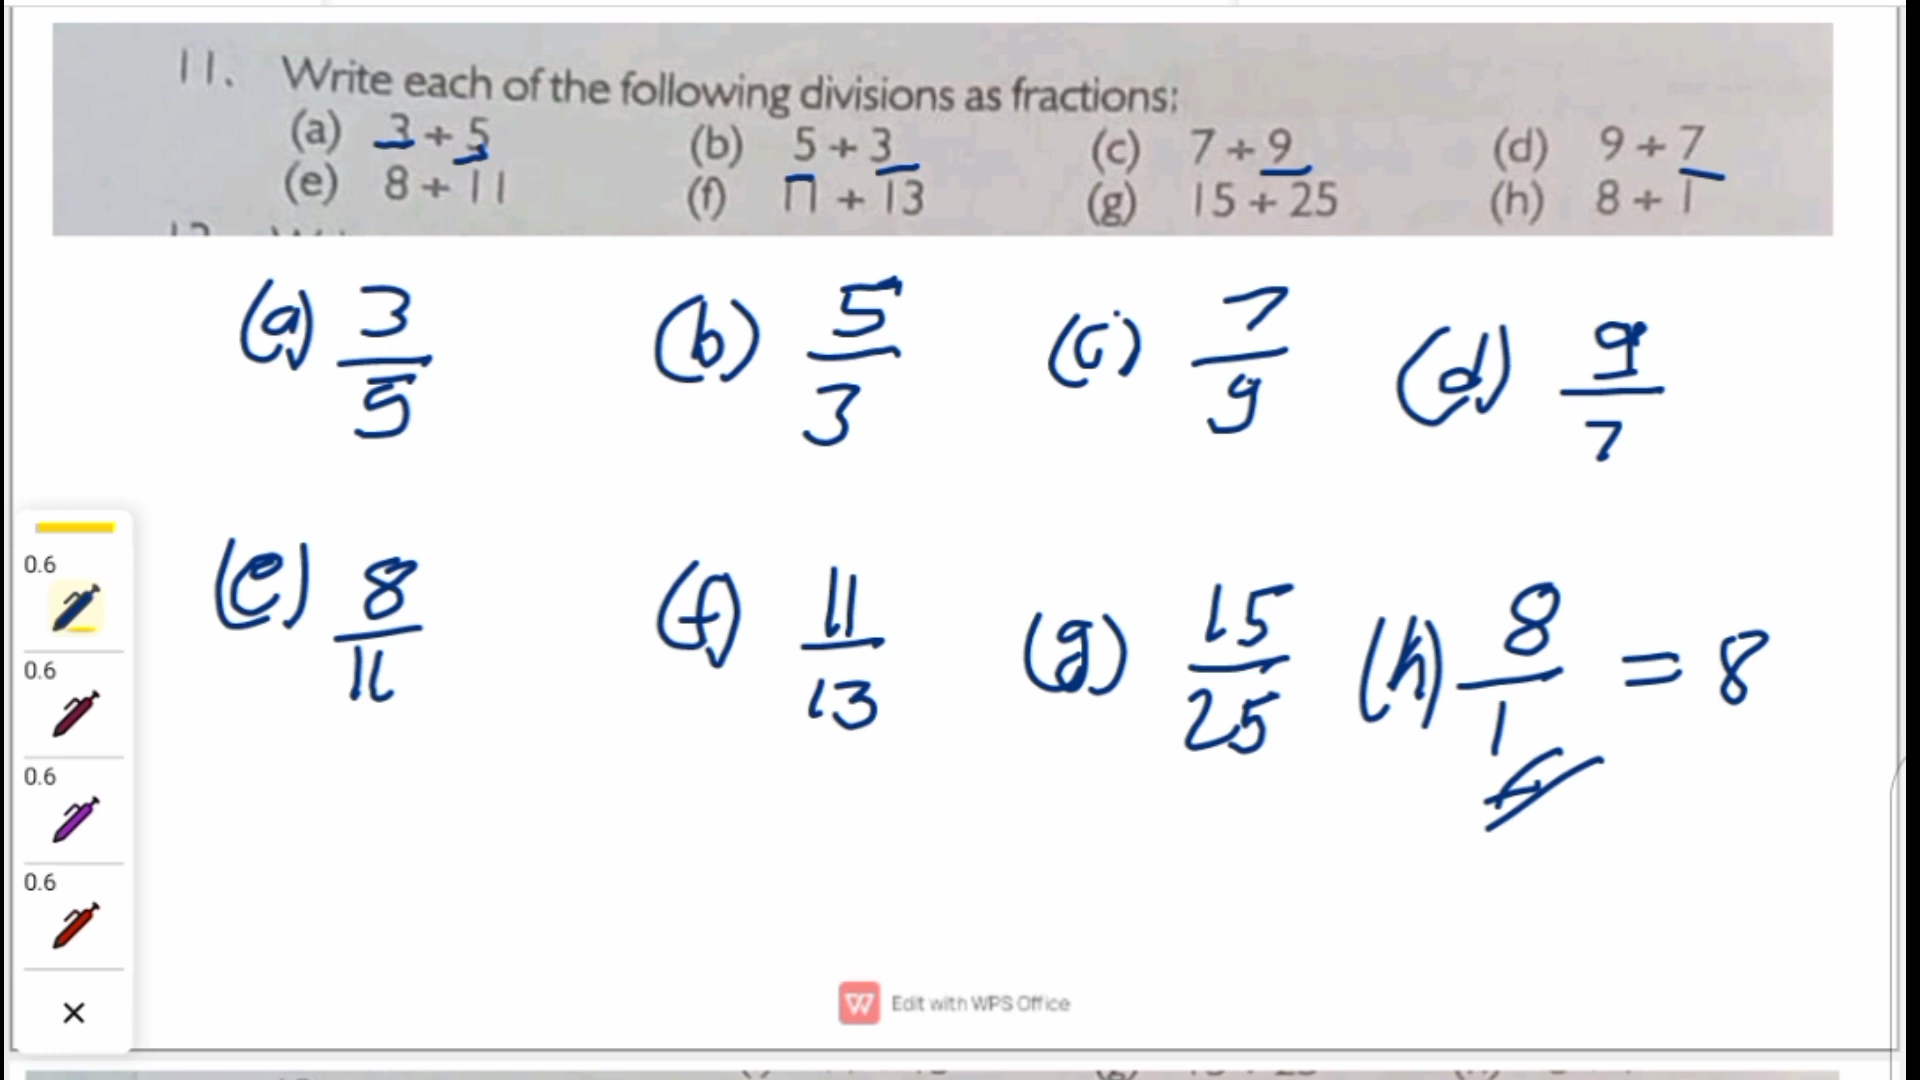 11. Write each of the following divisions as fractions:
(a) 3 ÷ 5 (b) 5 ÷ 3 (c) 7 ÷ 9 (d) 9 ÷ 7
(e) 8 ÷ 11 (f) 11 ÷ 13 (g) 15 ÷ 25 (h) 8 ÷ 1
(a) 3/5 (b) 5/3 (c) 7/9 (d) 9/7
(e) 8/11 (f) 11/13 (g) 15/25 (h) 8/1 = 8
0.6
0.6
0.6
0.6
Edit with WPS Office